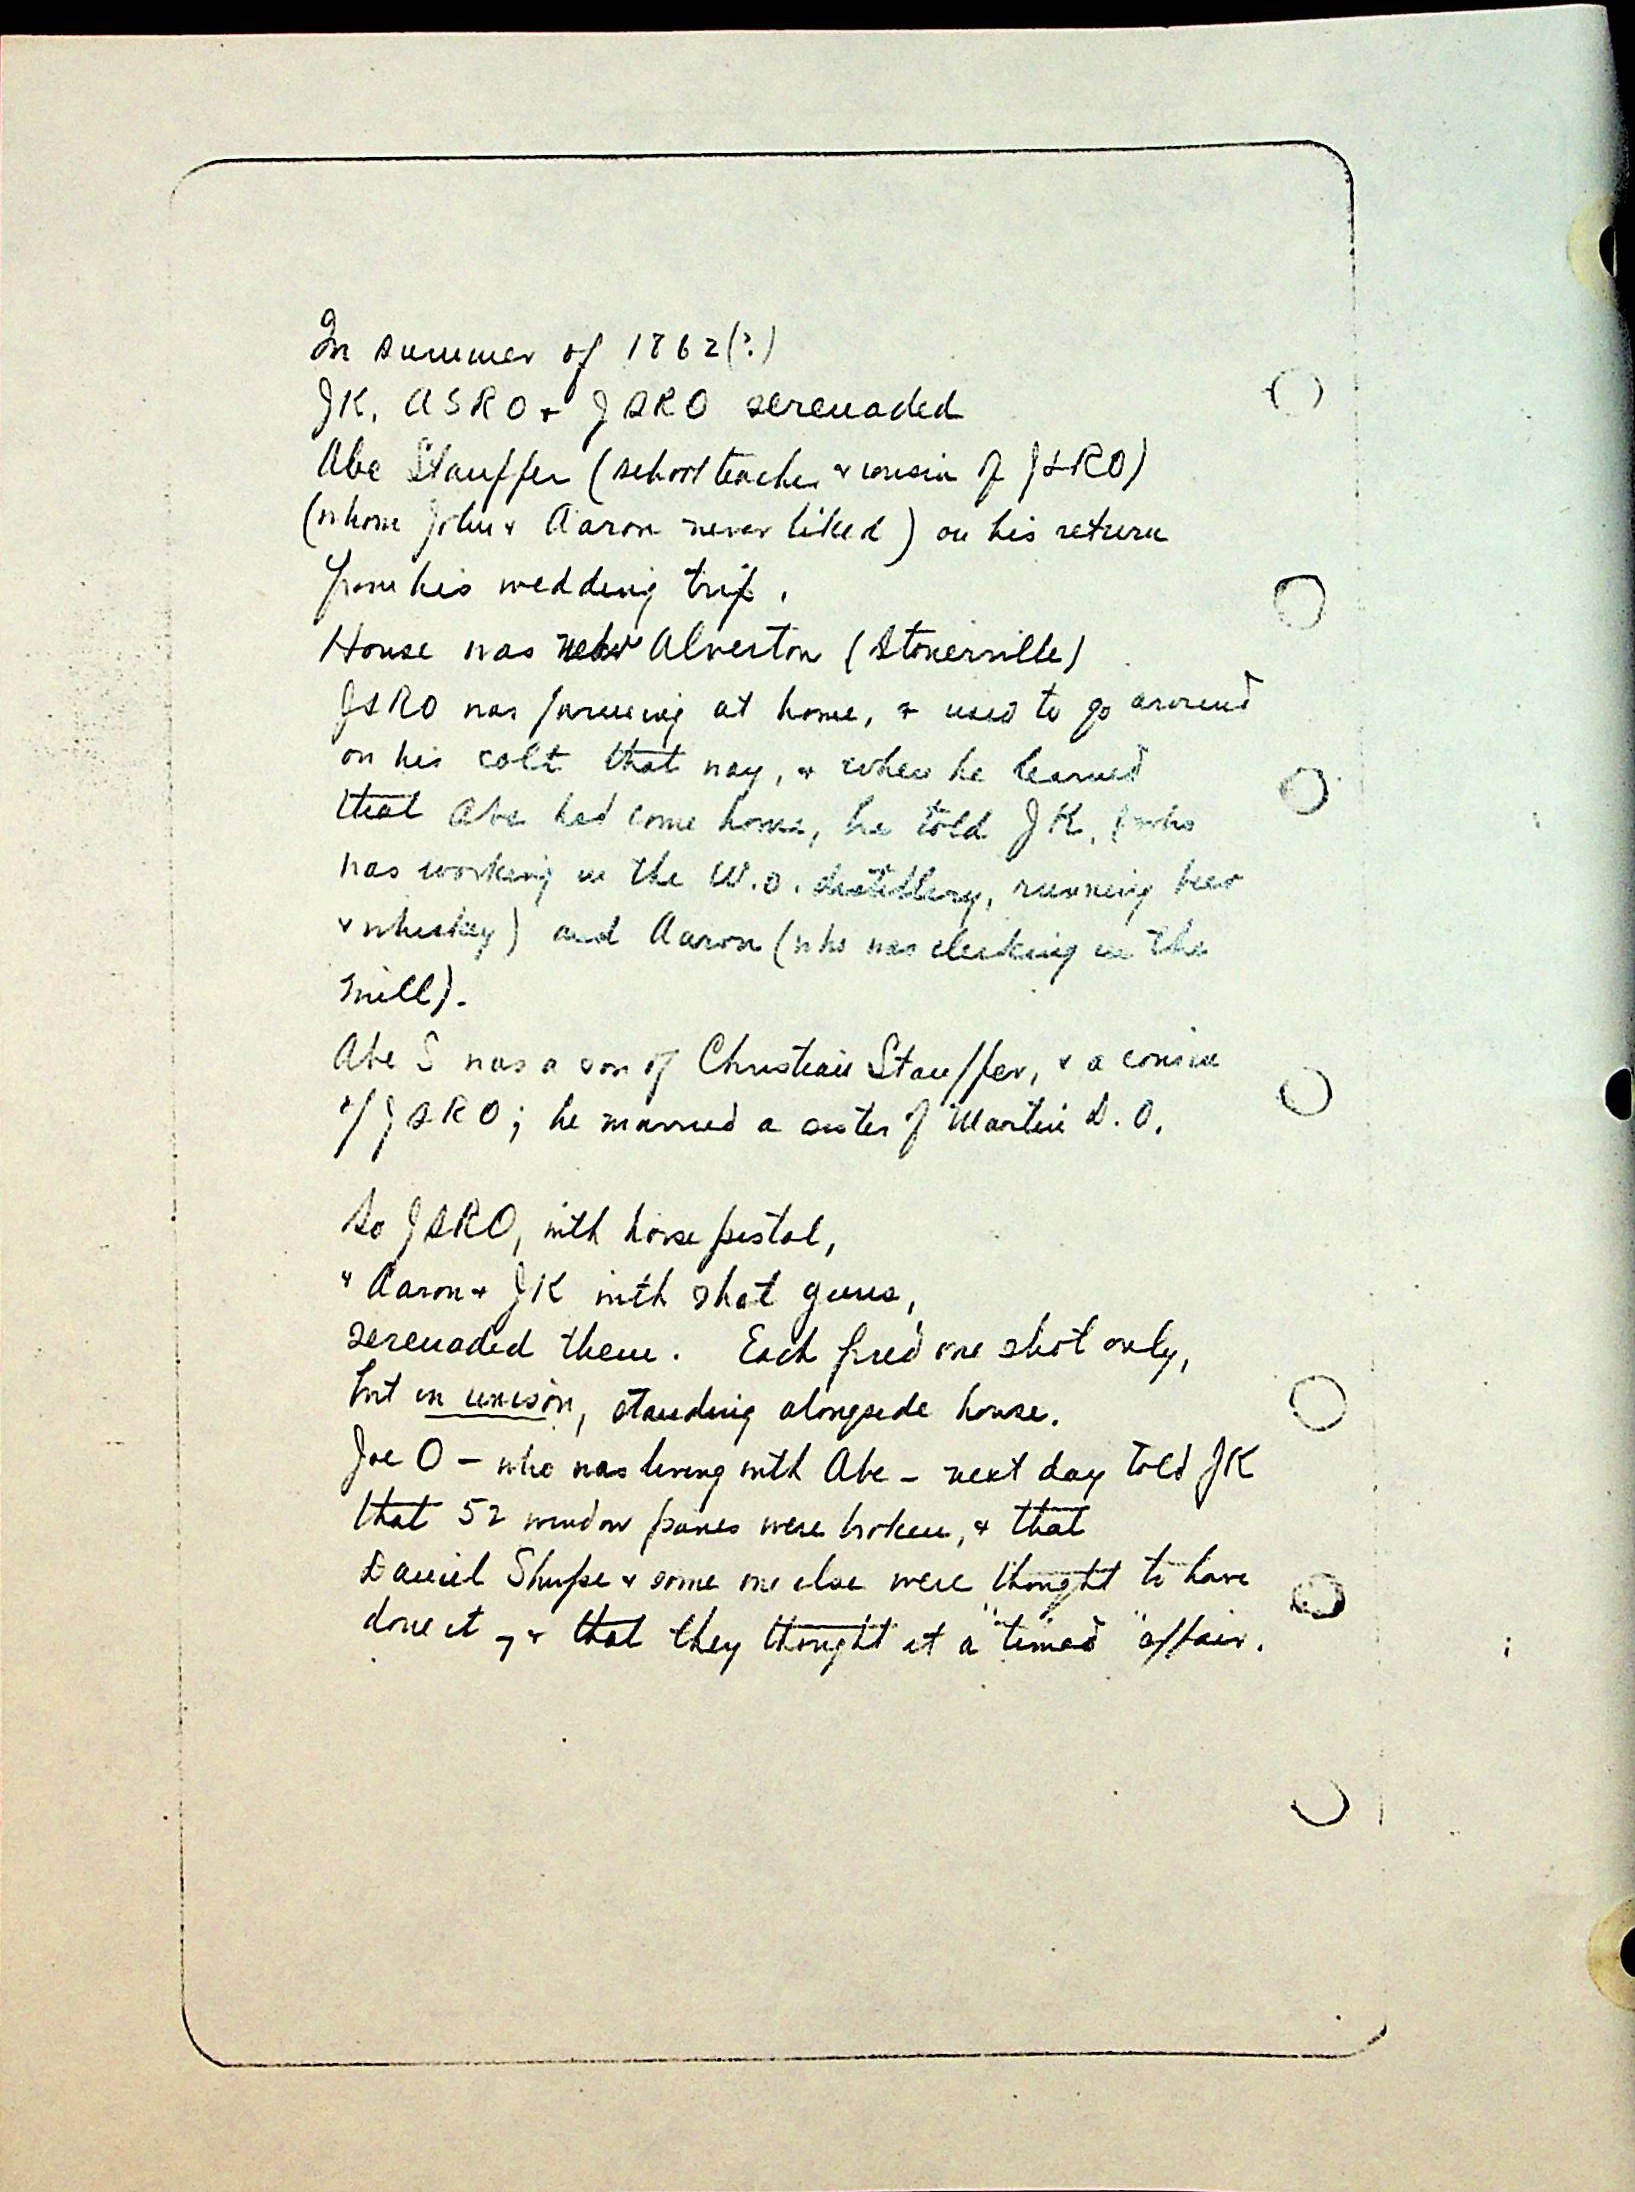 In summer of 1862(?)
JK, ASRO + JSRO serenaded
Abe Stauffer (school teacher + cousin of JSRO)
(whom John + Aaron never liked) on his return
from his wedding trip.
House was near Alverton (Stonerville)
JSRO was farming at home, + used to go around
on his colt that way, + when he learned
that Abe had come home, he told JK, (who
was working in the W.O. distillery, running beer
+ whiskey) and Aaron (who was clerking in the
mill).
Abe S was a son of Christian Stauffer, + a cousin
of JSRO; he married a sister of Martin S. O.
So JSRO, with horse pistol,
+ Aaron + JK with shot guns,
serenaded them. Each fired one shot only,
but in unison, standing alongside house.
Joe O – who was living with Abe – next day told JK
that 52 window panes were broken, + that
Daniel Shupe + some one else were thought to have
done it, + that they thought it a "timed" affair.